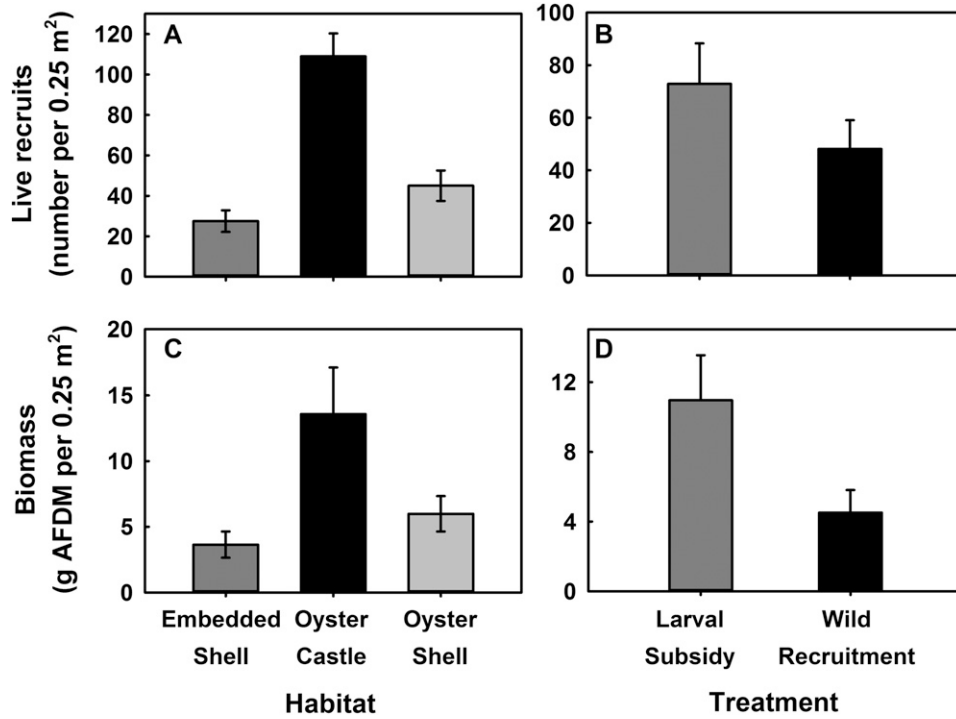 Live recruits
(number per 0.25 m²)
A
120
100
80
60
40
20
0
B
100
80
60
40
20
0
Biomass
(g AFDM per 0.25 m²)
C
20
15
10
5
0
D
12
8
4
0
Embedded Oyster Oyster
Shell Castle Shell
Habitat
Larval Wild
Subsidy Recruitment
Treatment